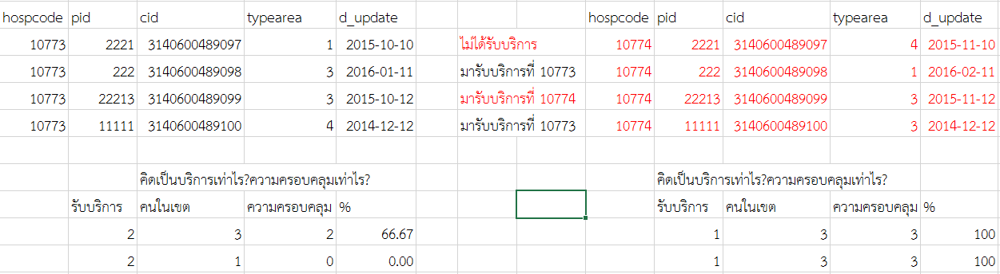 hospcode pid cid typearea d_update hospcode pid cid typearea d_update
10773 2221 3140600489097 1 2015-10-10 ไม่ได้รับบริการ 10774 2221 3140600489097 4 2015-11-10
10773 222 3140600489098 3 2016-01-11 มารับบริการที่ 10773 10774 222 3140600489098 1 2016-02-11
10773 22213 3140600489099 3 2015-10-12 มารับบริการที่ 10774 10774 22213 3140600489099 3 2015-11-12
10773 11111 3140600489100 4 2014-12-12 มารับบริการที่ 10773 10774 11111 3140600489100 3 2014-12-12
คิดเป็นบริการเท่าไร?ความครอบคลุมเท่าไร? คิดเป็นบริการเท่าไร?ความครอบคลุมเท่าไร?
รับบริการ คนในเขต ความครอบคลุม % รับบริการ คนในเขต ความครอบคลุม %
2 3 2 66.67 1 3 3 100
2 1 0 0.00 1 3 3 100